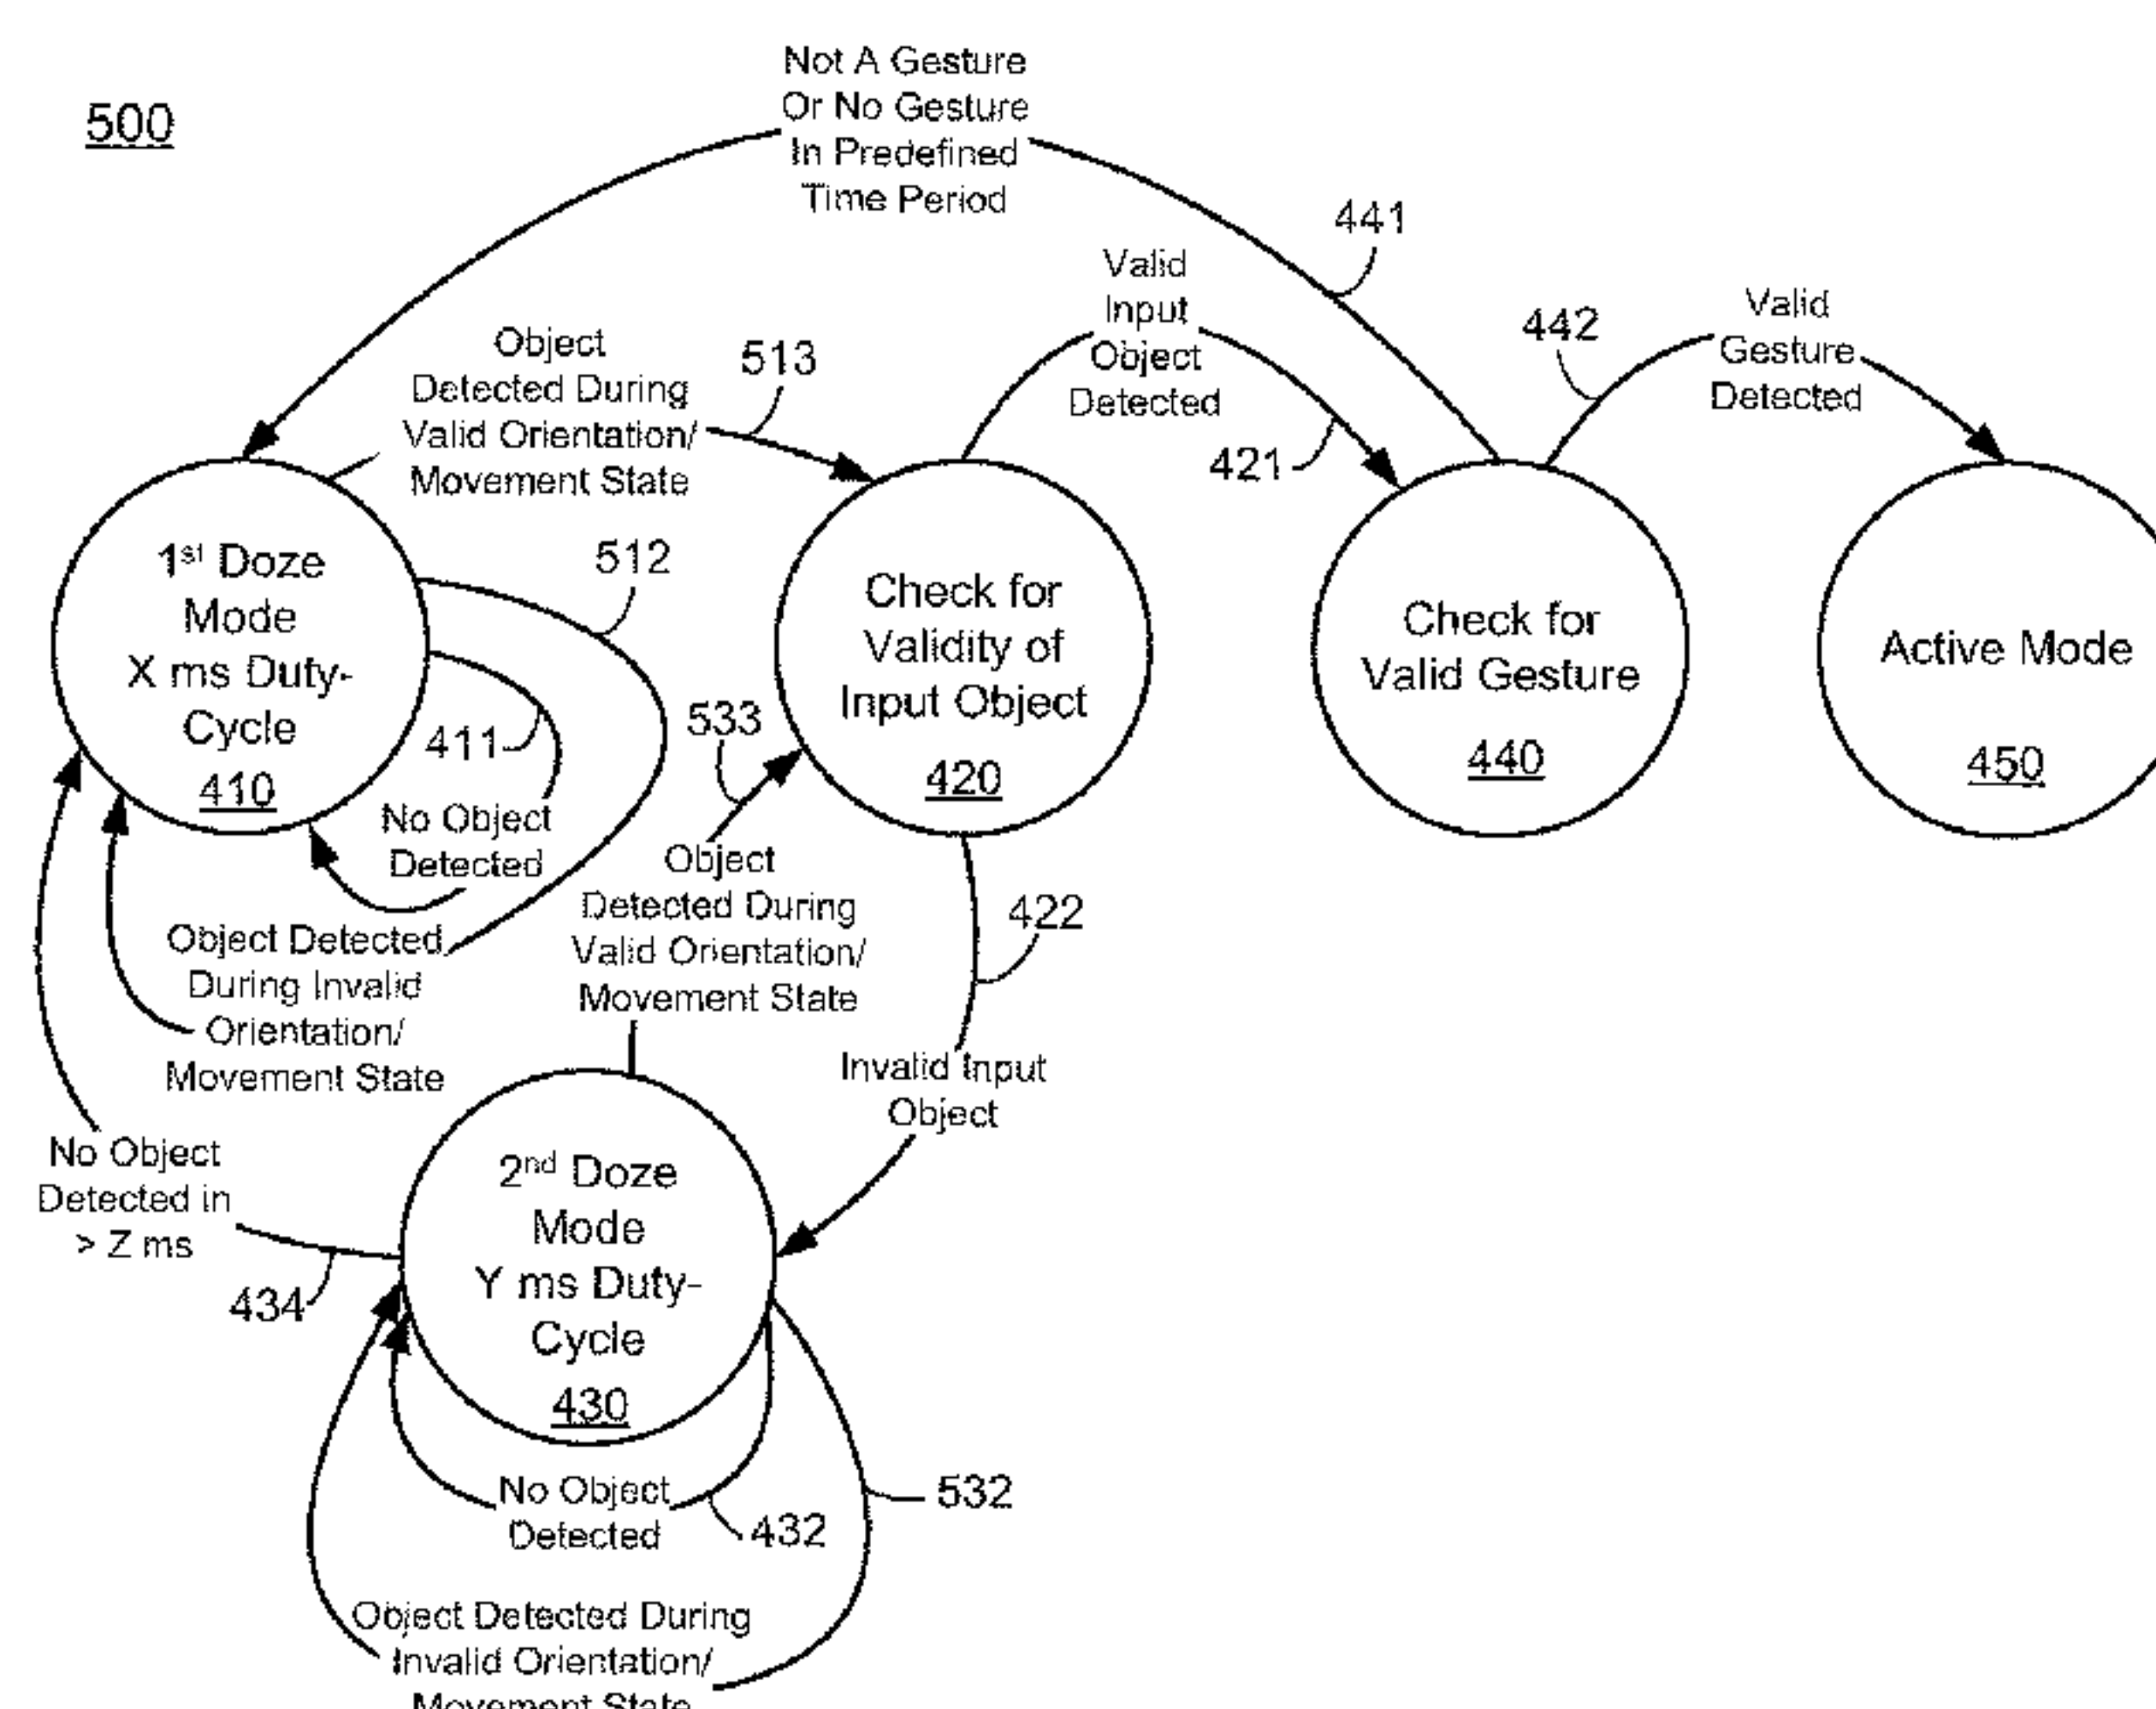 500
Not A Gesture
Or No Gesture
In Predefined
Time Period
441
Valid
Input
Object
Detected
421
442
Valid
Gesture
Detected
Object
Detected During
Valid Orientation/
Movement State
513
1st Doze
Mode
X ms Duty-
Cycle
410
512
411
No Object
Detected
Object Detected
During Invalid
Orientation/
Movement State
Check for
Validity of
Input Object
420
533
Object
Detected During
Valid Orientation/
Movement State
422
Invalid Input
Object
Check for
Valid Gesture
440
Active Mode
450
No Object
Detected in
> Z ms
434
2nd Doze
Mode
Y ms Duty-
Cycle
430
No Object
Detected
432
532
Object Detected During
Invalid Orientation/
Movement State